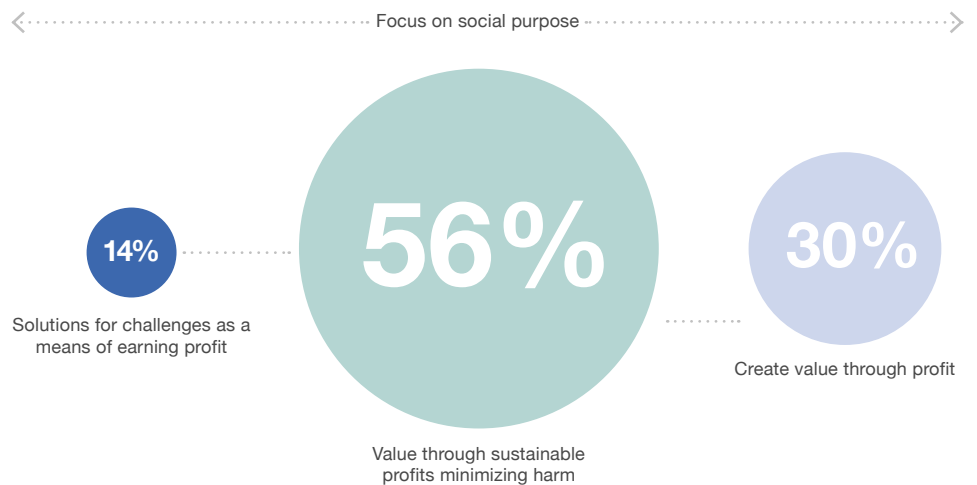 Focus on social purpose
14%
56%
30%
Solutions for challenges as a
means of earning profit
Create value through profit
Value through sustainable
profits minimizing harm